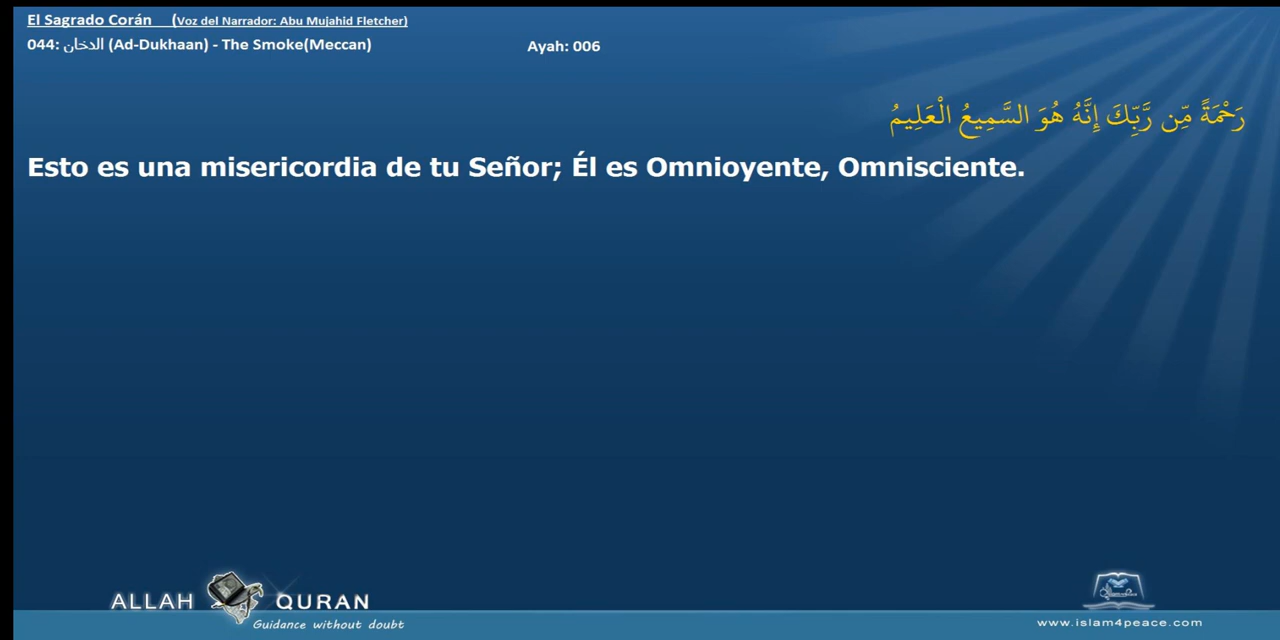 El Sagrado Corán (Voz del Narrador: Abu Mujahid Fletcher)
044: الدخان (Ad-Dukhaan) - The Smoke(Meccan) Ayah: 006
رَحْمَةً مِّن رَّبِّكَ إِنَّهُ هُوَ السَّمِيعُ الْعَلِيمُ
Esto es una misericordia de tu Señor; Él es Omnioyente, Omnisciente.
ALLAH QURAN
Guidance without doubt
www.islam4peace.com